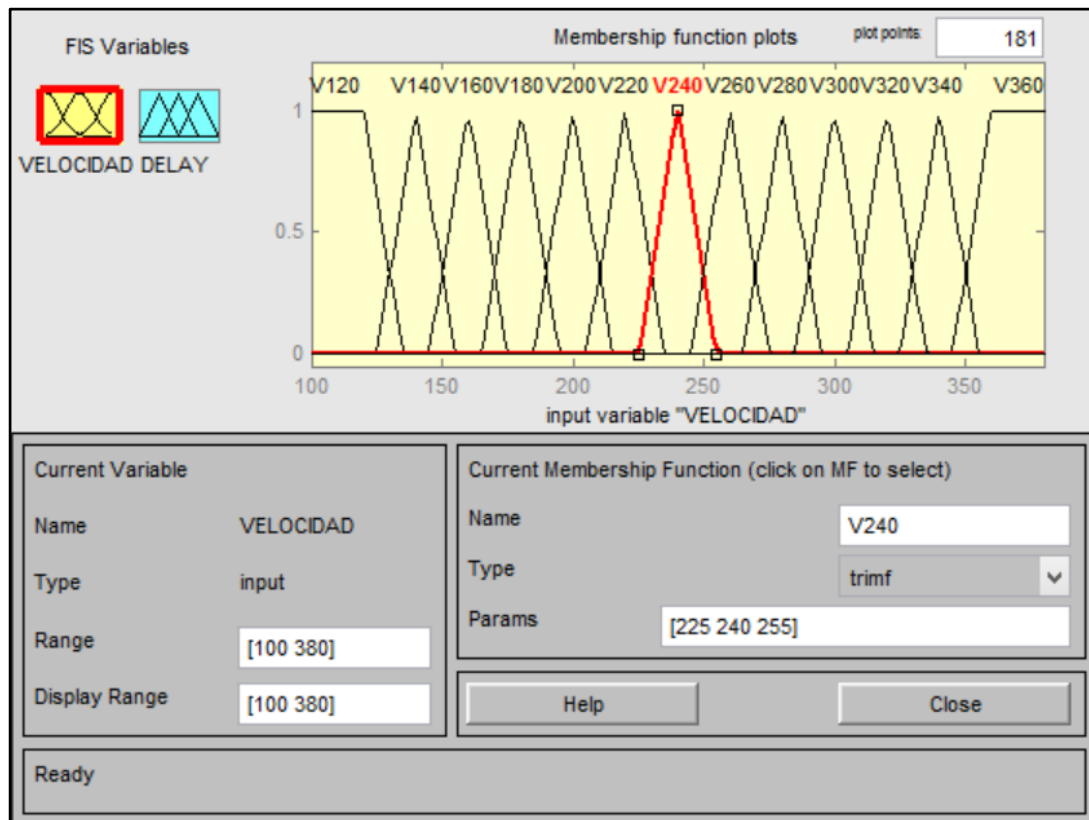 FIS Variables
VELOCIDAD DELAY
Membership function plots
plot points:
181
V120 V140 V160 V180 V200 V220 V240 V260 V280 V300 V320 V340 V360
1
0.5
0
100 150 200 250 300 350
input variable "VELOCIDAD"
Current Variable
Name VELOCIDAD
Type input
Range [100 380]
Display Range [100 380]
Current Membership Function (click on MF to select)
Name V240
Type trimf
Params [225 240 255]
Help Close
Ready